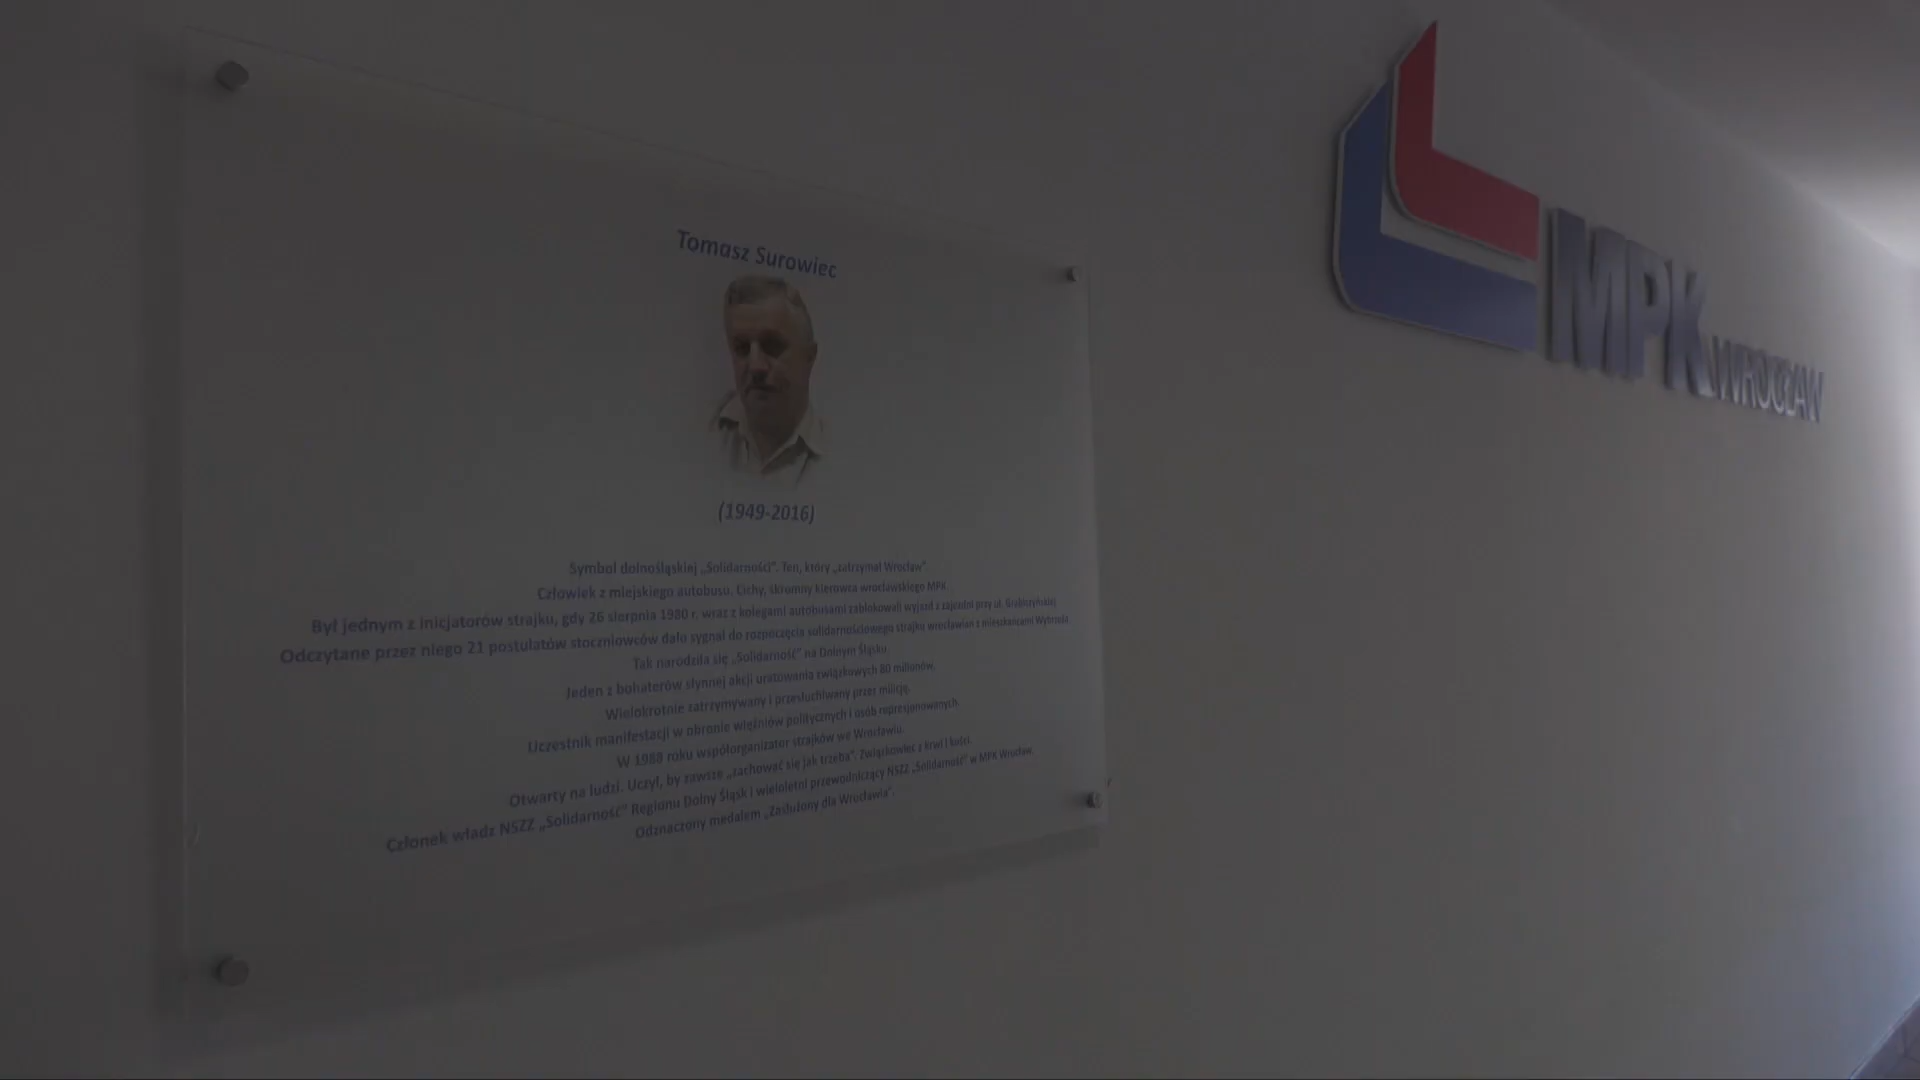 Tomasz Surowiec
(1949-2016)
Symbol dolnośląskiej „Solidarności”. Ten, który „zatrzymał Wrocław”.
Człowiek z miejskiego autobusu. Cichy, skromny kierowca wrocławskiego MPK.
Był jednym z inicjatorów strajku, gdy 26 sierpnia 1980 r. wraz z kolegami autobusami zablokowali wyjazd z zajezdni przy ul. Grabiszyńskiej.
Odczytane przez niego 21 postulatów stoczniowców dało sygnał do rozpoczęcia solidarnościowego strajku wrocławian z mieszkańcami Wybrzeża.
Tak narodziła się „Solidarność” na Dolnym Śląsku.
Jeden z bohaterów słynnej akcji uratowania związkowych 80 milionów.
Wielokrotnie zatrzymywany i przesłuchiwany przez milicję.
Uczestnik manifestacji w obronie więźniów politycznych i osób represjonowanych.
W 1988 roku współorganizator strajków we Wrocławiu.
Otwarty na ludzi. Uczył, by zawsze „zachować się jak trzeba”. Związkowiec z krwi i kości.
Członek władz NSZZ „Solidarność” Regionu Dolny Śląsk i wieloletni przewodniczący NSZZ „Solidarność” w MPK Wrocław.
Odznaczony medalem „Zasłużony dla Wrocławia”.
MPK WROCŁAW